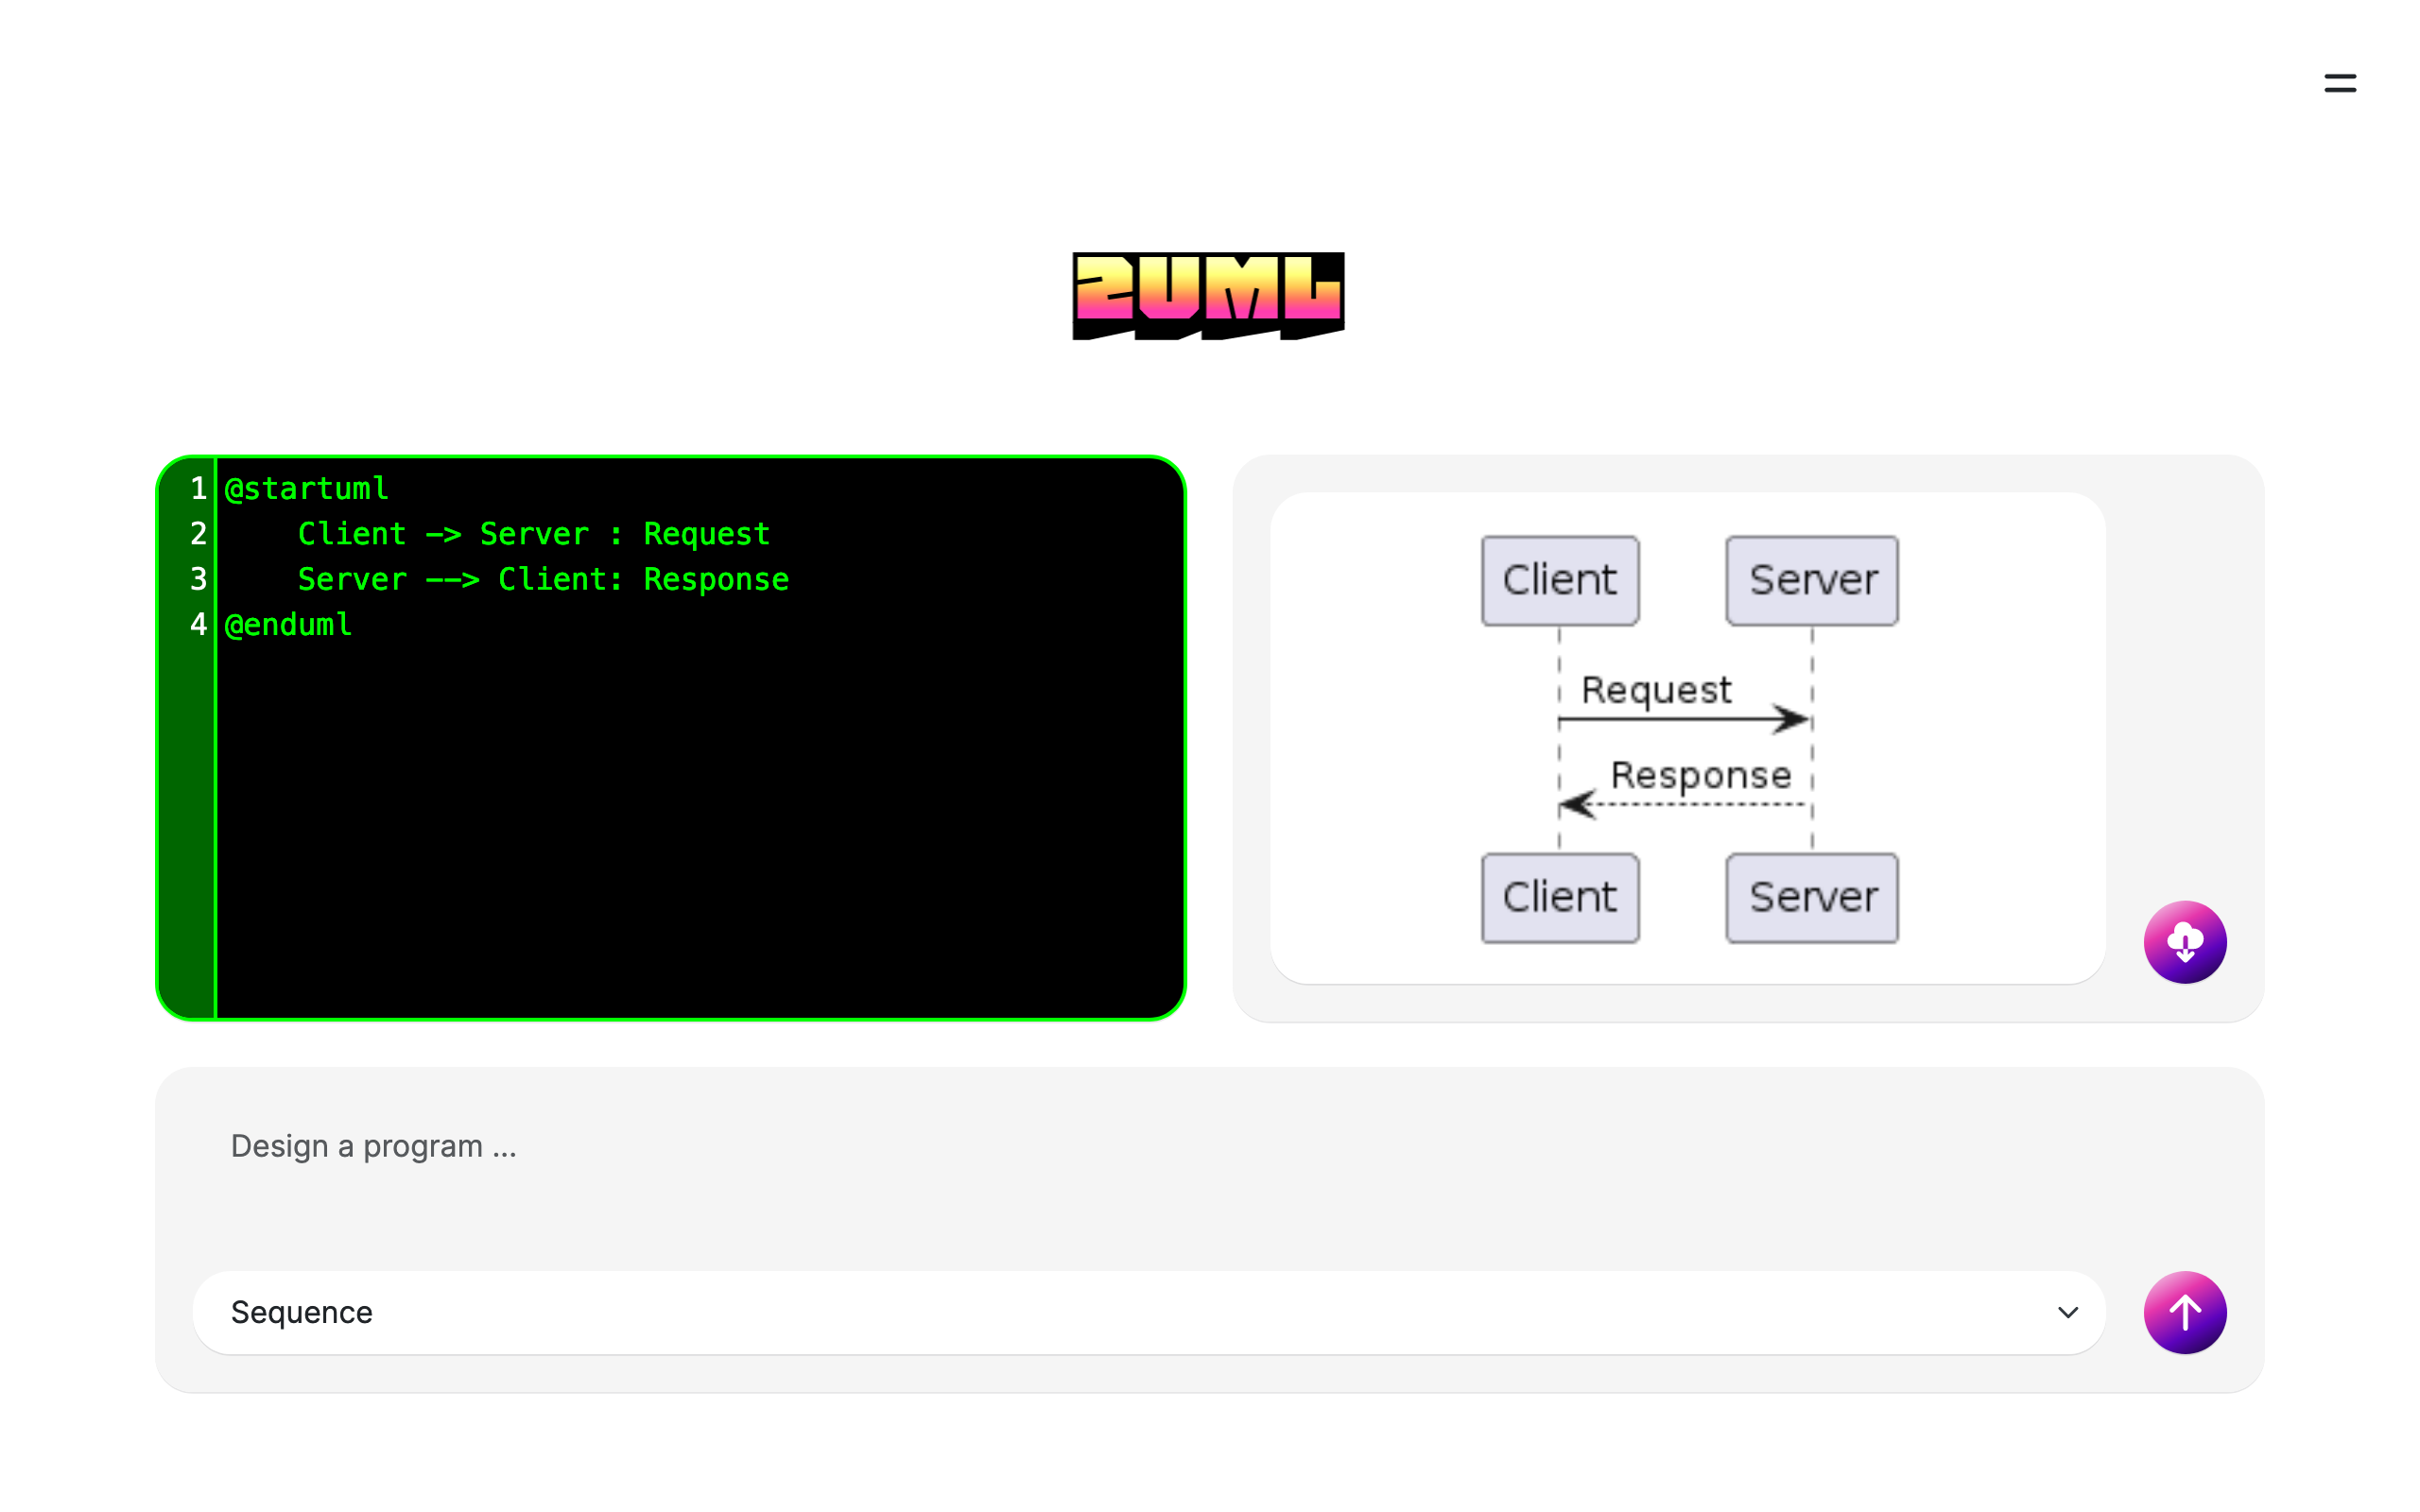 2UML
1 @startuml
2 Client -> Server : Request
3 Server --> Client: Response
4 @enduml
Client Server
Request
Response
Client Server
Design a program ...
Sequence